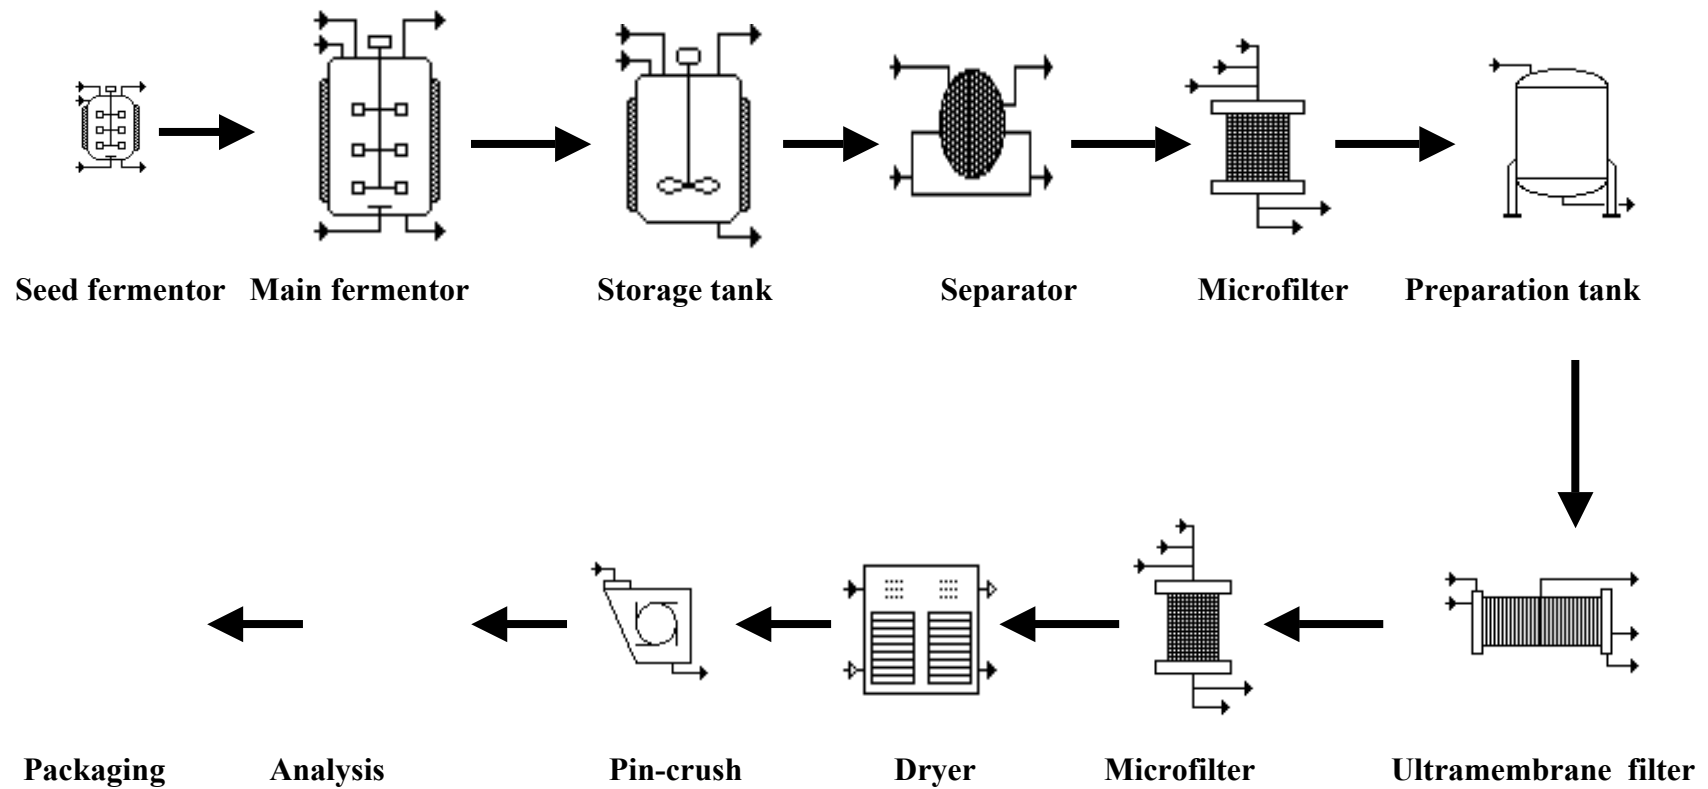 Seed fermentor Main fermentor Storage tank Separator Microfilter Preparation tank
Packaging Analysis Pin-crush Dryer Microfilter Ultramembrane filter